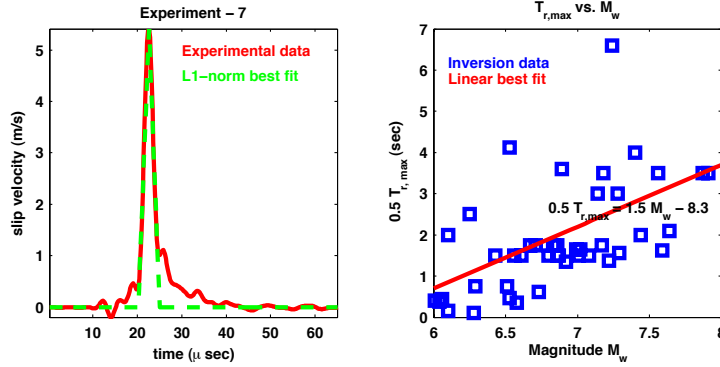 Experiment – 7
Experimental data
L1–norm best fit
slip velocity (m/s)
5
4
3
2
1
0
10 20 30 40 50 60
time (μ sec)
T_r,max vs. M_w
Inversion data
Linear best fit
0.5 T_r, max (sec)
7
6
5
4
3
2
1
0
0.5 T_r,max = 1.5 M_w – 8.3
6 6.5 7 7.5 8
Magnitude M_w